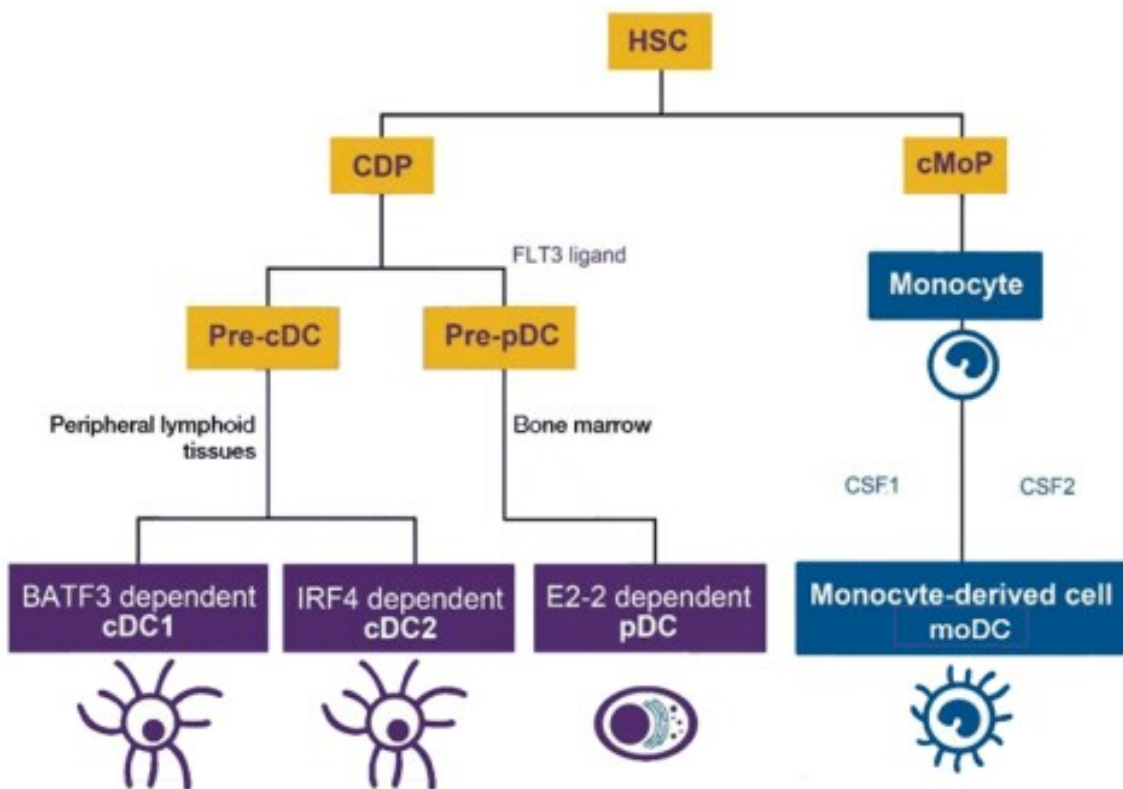 HSC
CDP
cMoP
FLT3 ligand
Monocyte
Pre-cDC
Pre-pDC
Peripheral lymphoid
tissues
Bone marrow
CSF1
CSF2
BATF3 dependent
cDC1
IRF4 dependent
cDC2
E2-2 dependent
pDC
Monocyte-derived cell
moDC